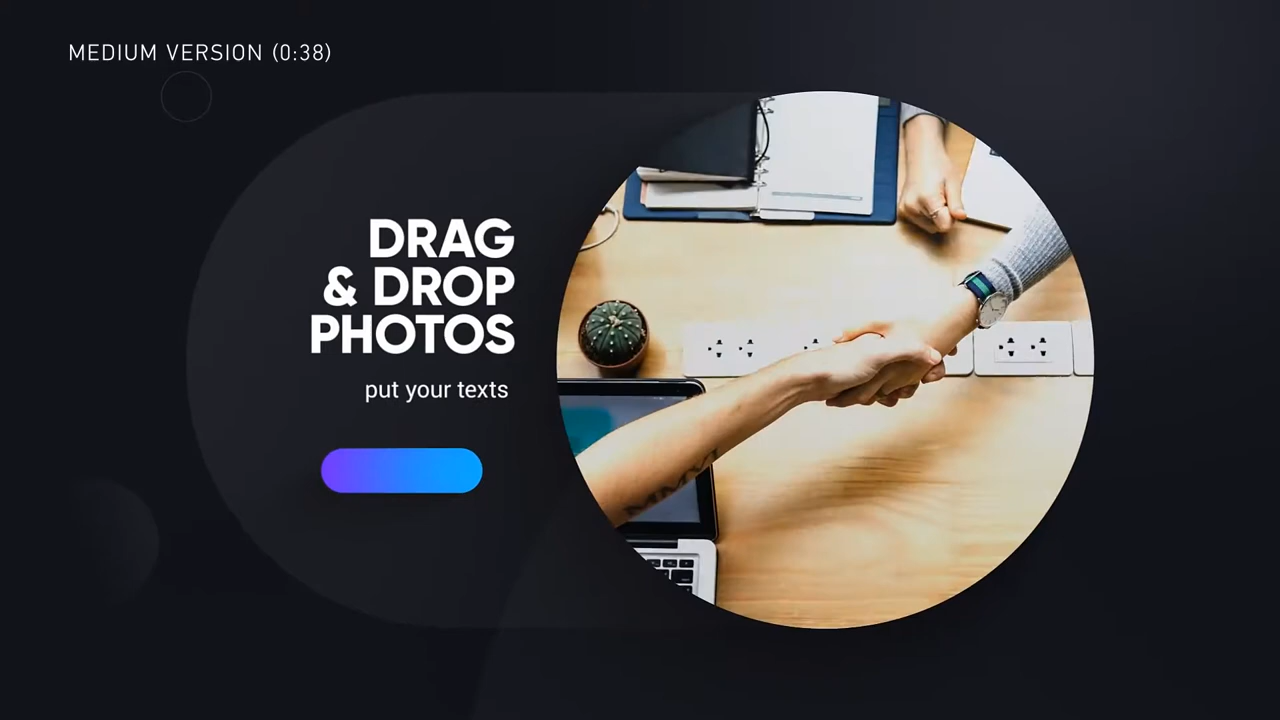 MEDIUM VERSION (0:38)
DRAG
& DROP
PHOTOS
put your texts